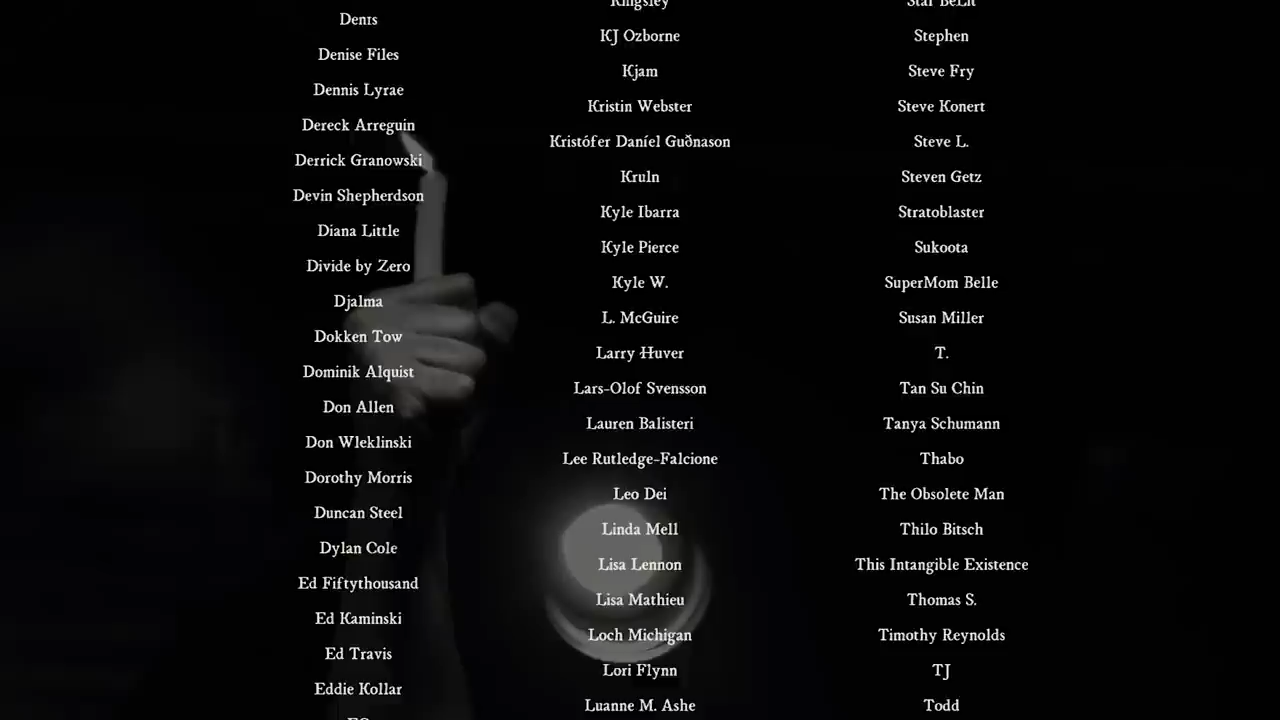 Denis
Denise Files
Dennis Lyrae
Dereck Arreguin
Derrick Granowski
Devin Shepherdson
Diana Little
Divide by Zero
Djalma
Dokken Tow
Dominik Alquist
Don Allen
Don Wleklinski
Dorothy Morris
Duncan Steel
Dylan Cole
Ed Fiftythousand
Ed Kaminski
Ed Travis
Eddie Kollar
Kingsley
KJ Ozborne
Kjam
Kristin Webster
Kristófer Daníel Guðnason
Kruln
Kyle Ibarra
Kyle Pierce
Kyle W.
L. McGuire
Larry Huver
Lars-Olof Svensson
Lauren Balisteri
Lee Rutledge-Falcione
Leo Dei
Linda Mell
Lisa Lennon
Lisa Mathieu
Loch Michigan
Lori Flynn
Luanne M. Ashe
Star BeLit
Stephen
Steve Fry
Steve Konert
Steve L.
Steven Getz
Stratoblaster
Sukoota
SuperMom Belle
Susan Miller
T.
Tan Su Chin
Tanya Schumann
Thabo
The Obsolete Man
Thilo Bitsch
This Intangible Existence
Thomas S.
Timothy Reynolds
TJ
Todd